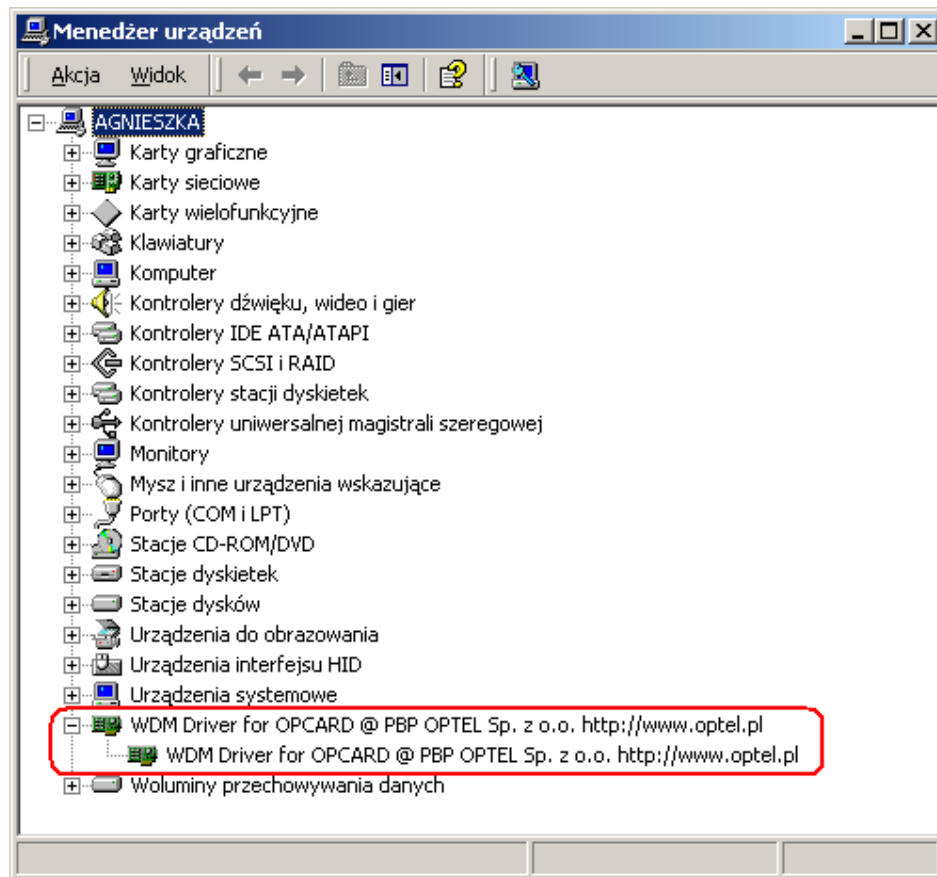 Menedżer urządzeń
Akcja Widok
AGNIESZKA
Karty graficzne
Karty sieciowe
Karty wielofunkcyjne
Klawiatury
Komputer
Kontrolery dźwięku, wideo i gier
Kontrolery IDE ATA/ATAPI
Kontrolery SCSI i RAID
Kontrolery stacji dyskietek
Kontrolery uniwersalnej magistrali szeregowej
Monitory
Mysz i inne urządzenia wskazujące
Porty (COM i LPT)
Stacje CD-ROM/DVD
Stacje dyskietek
Stacje dysków
Urządzenia do obrazowania
Urządzenia interfejsu HID
Urządzenia systemowe
WDM Driver for OPCARD @ PBP OPTEL Sp. z o.o. http://www.optel.pl
WDM Driver for OPCARD @ PBP OPTEL Sp. z o.o. http://www.optel.pl
Woluminy przechowywania danych